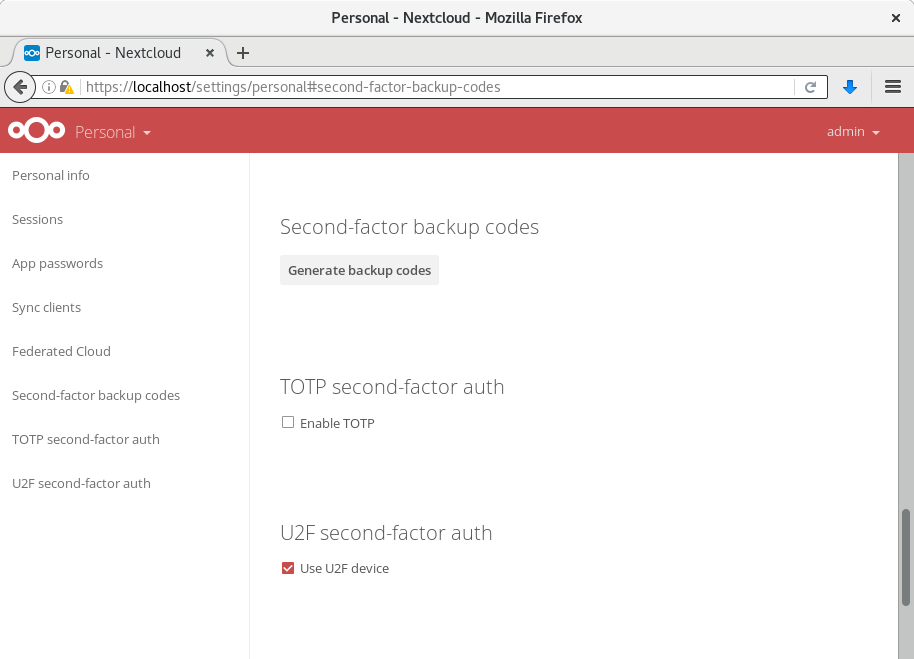 Personal - Nextcloud - Mozilla Firefox
Personal - Nextcloud
https://localhost/settings/personal#second-factor-backup-codes
Personal
admin
Personal info
Sessions
App passwords
Sync clients
Federated Cloud
Second-factor backup codes
TOTP second-factor auth
U2F second-factor auth
Second-factor backup codes
Generate backup codes
TOTP second-factor auth
Enable TOTP
U2F second-factor auth
Use U2F device